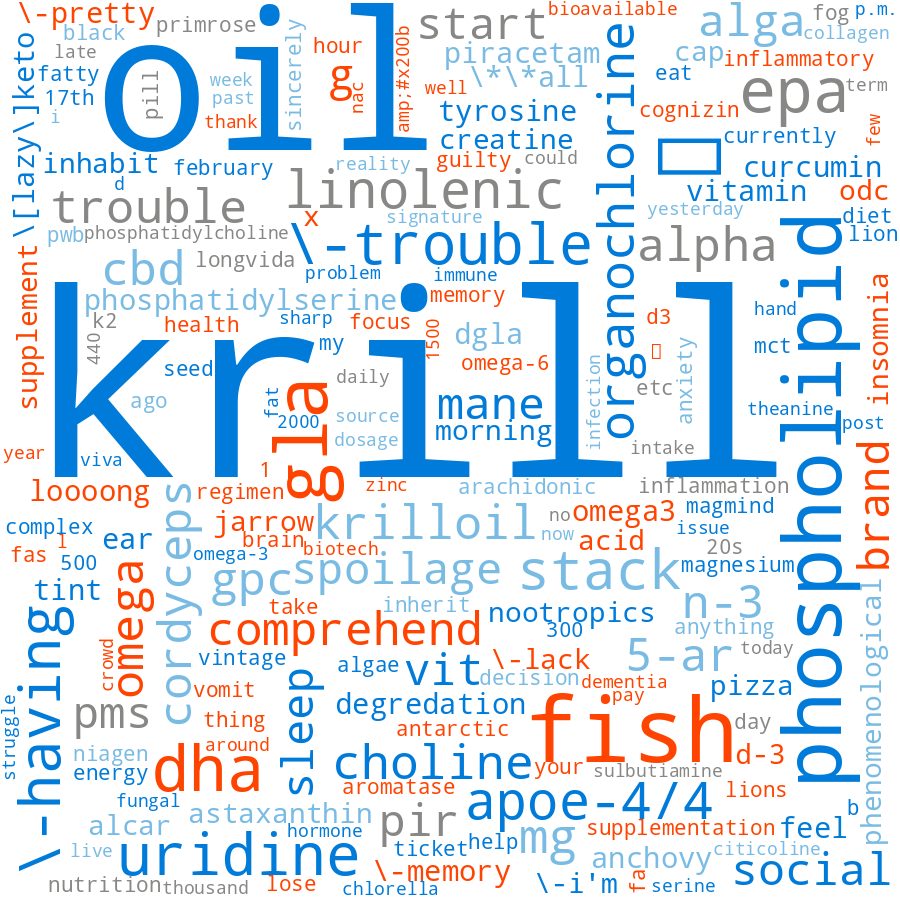 \-pretty
primrose
oil
start
bioavailable
alga
fog
p.m.
black
collagen
late
hour
piracetam
cap
inflammatory
fatty
pill
week
sincerely
g
\*\*all
eat
epa
term
17th
past
nac
amp;#x200b
well
tyrosine
cognizin
i
thank
creatine
organochlorine
currently
few
\[lazy\]keto
inhabit
february
reality
guilty
could
curcumin
d
linolenic
vitamin
odc
trouble
x
signature
yesterday
diet
pwb
phosphatidylcholine
\-trouble
alpha
lion
cbd
longvida
problem
immune
phospholipid
supplement
phosphatidylserine
memory
hand
insomnia
k2
health
sharp
focus
1500
d3
440
my
dgla
mct
krill
seed
daily
omega-6
etc
anxiety
ago
gla
fat
2000
source
mane
infection
theanine
dosage
morning
post
year
viva
intake
brand
1
zinc
arachidonic
inflammation
loooong
cordyceps
regimen
jarrow
krilloil
no
omega3
magmind
complex
ear
brain
now
acid
issue
fas
l
omega-3
biotech
20s
500
gpc
spoilage
stack
magnesium
tint
omega
take
inherit
nootropics
n-3
phenomenological
\-having
comprehend
300
anything
crowd
vintage
algae
vit
\-lack
5-ar
today
sleep
decision
dementia
struggle
vomit
degredation
pay
pizza
pms
thing
antarctic
fish
day
niagen
around
dha
choline
your
d-3
energy
aromatase
sulbutiamine
fungal
apoe-4/4
lions
b
alcar
astaxanthin
pir
mg
supplementation
feel
hormone
help
live
uridine
ticket
anchovy
citicoline
\-memory
social
nutrition
thousand
lose
chlorella
\-i'm
fal
serine